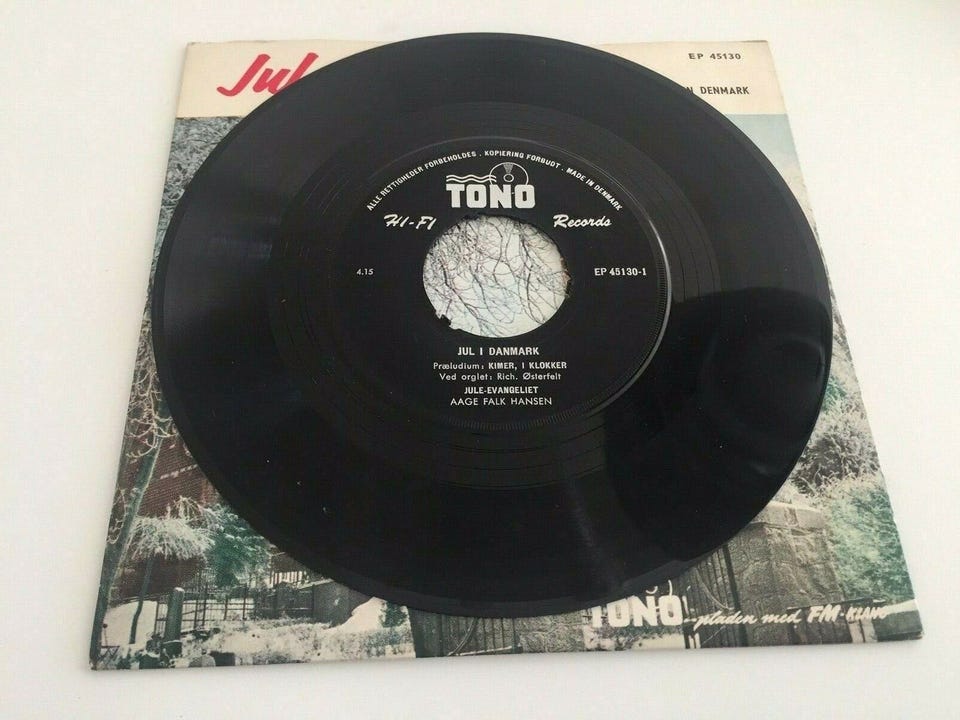 Jul
EP 45130
N DENMARK
ALLE RETTIGHEDER FORBEHOLDES . KOPIERING FORBUDT . MADE IN DENMARK
TONO
HI-FI Records
4.15
EP 45130-1
JUL I DANMARK
Præludium: KIMER, I KLOKKER
Ved orglet: Rich. Østerfelt
JULE-EVANGELIET
AAGE FALK HANSEN
TONO-pladen med FM-KLANG